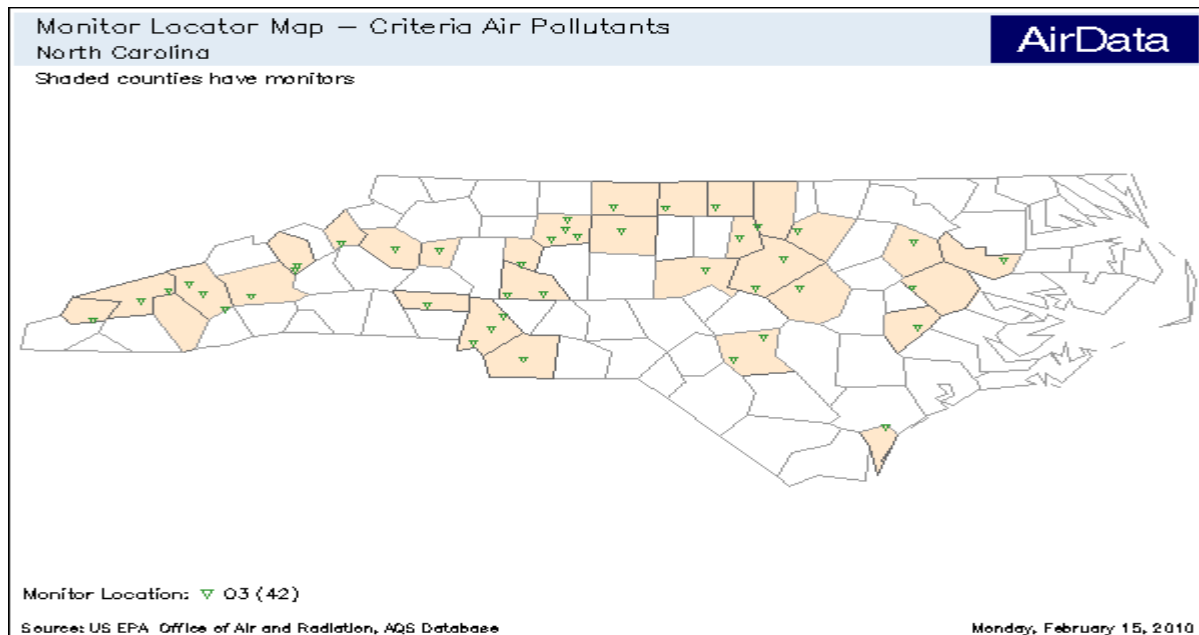 Monitor Locator Map – Criteria Air Pollutants
North Carolina
AirData
Shaded counties have monitors
Monitor Location: ▽ O3 (42)
Source: US EPA Office of Air and Radiation, AQS Database
Monday, February 15, 2010